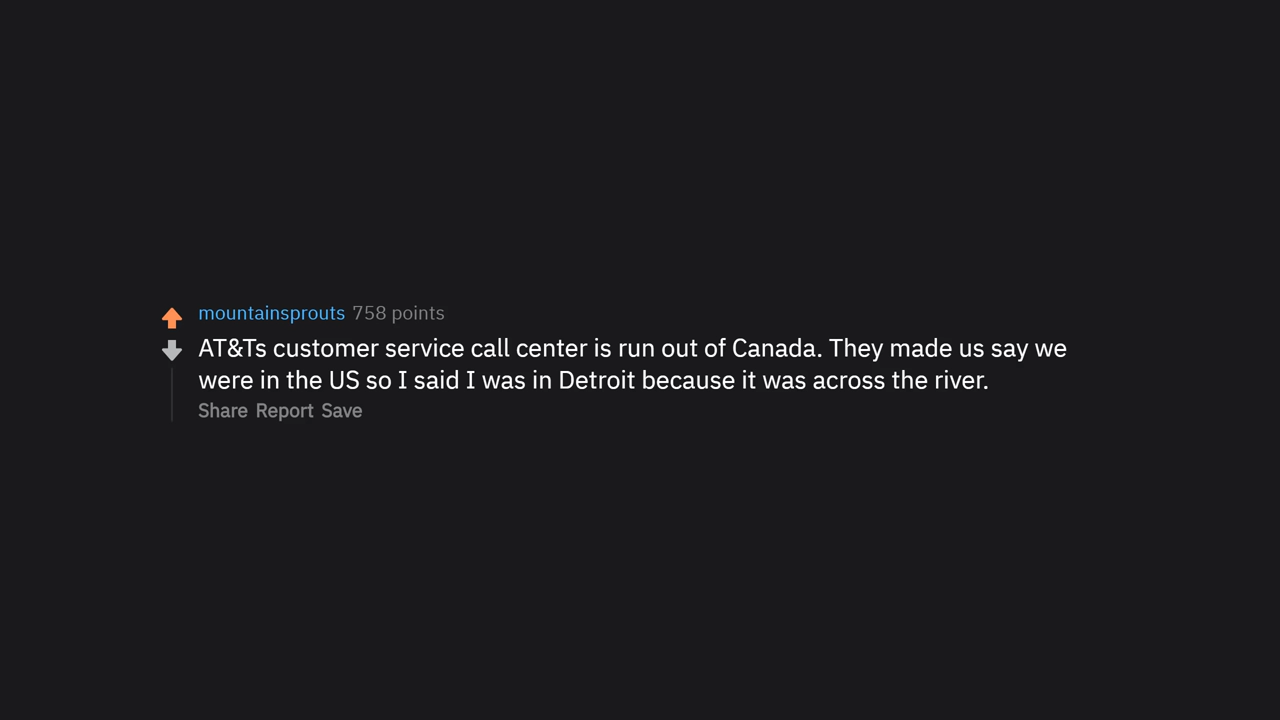 mountainsprouts 758 points
AT&Ts customer service call center is run out of Canada. They made us say we
were in the US so I said I was in Detroit because it was across the river.
Share Report Save